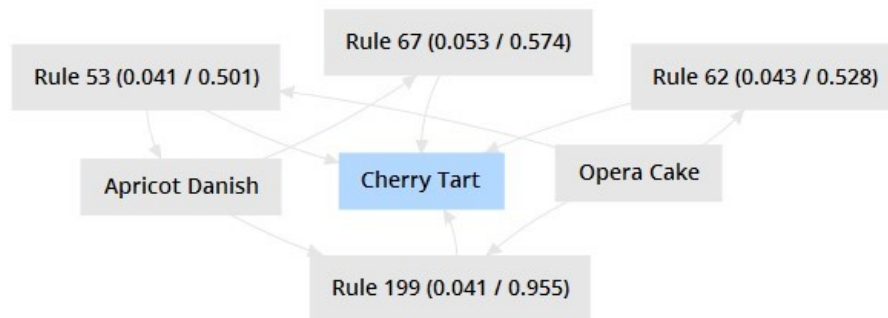 Rule 67 (0.053 / 0.574)
Rule 53 (0.041 / 0.501)
Rule 62 (0.043 / 0.528)
Apricot Danish
Cherry Tart
Opera Cake
Rule 199 (0.041 / 0.955)